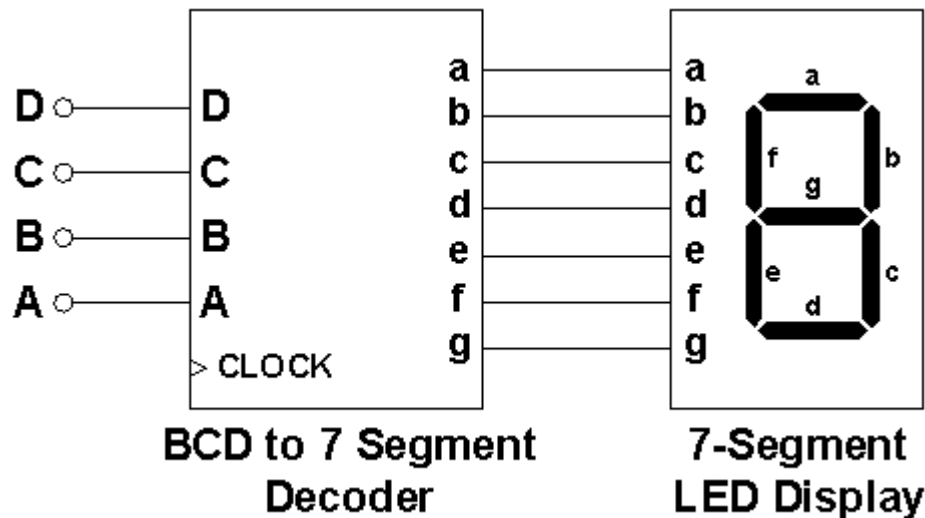 a a a
D D b b
C C c c f b
B B d d g
A A e e e c
f f d
g g
CLOCK
BCD to 7 Segment 7-Segment
Decoder LED Display